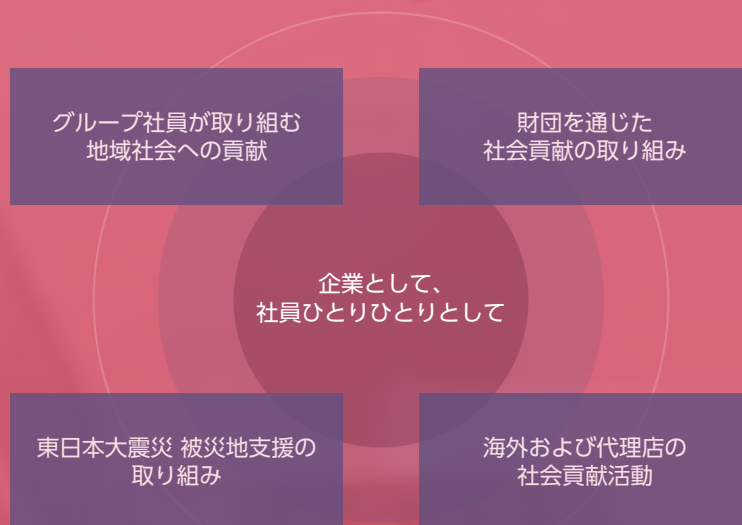 グループ社員が取り組む
地域社会への貢献
財団を通じた
社会貢献の取り組み
企業として、
社員ひとりひとりとして
東日本大震災 被災地支援の
取り組み
海外および代理店の
社会貢献活動